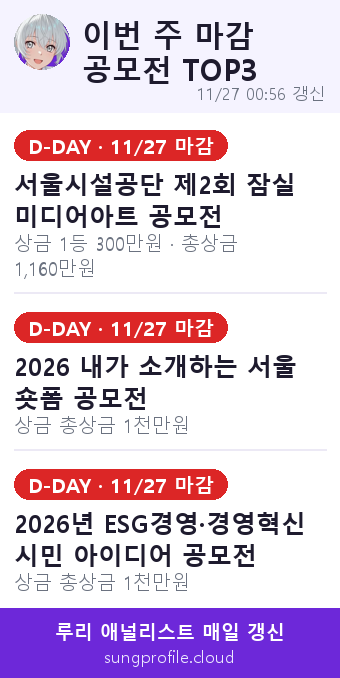 이번 주 마감
공모전 TOP3
11/27 00:56 갱신
D-DAY · 11/27 마감
서울시설공단 제2회 잠실
미디어아트 공모전
상금 1등 300만원 · 총상금
1,160만원
D-DAY · 11/27 마감
2026 내가 소개하는 서울
숏폼 공모전
상금 총상금 1천만원
D-DAY · 11/27 마감
2026년 ESG경영·경영혁신
시민 아이디어 공모전
상금 총상금 1천만원
루리 애널리스트 매일 갱신
sungprofile.cloud